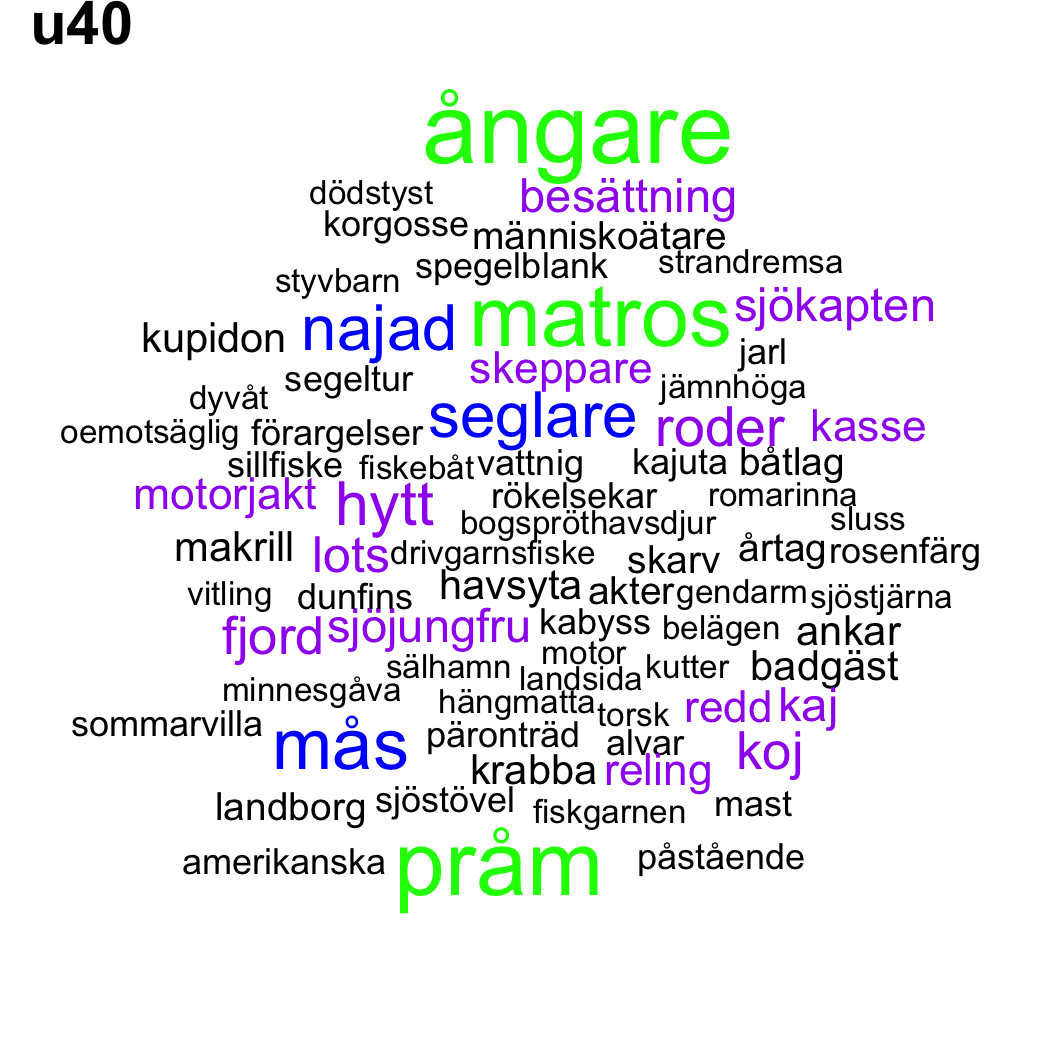 u40
ångare
dödstyst besättning
korgosse människoätare
spegelblank strandremsa
styvbarn
najad matros sjökapten
kupidon jarl
segeltur skeppare jämnhöga
dyvåt
oemotsäglig förargelser seglare roder kasse
sillfiske fiskebåt vattnig kajuta båtlag
motorjakt hytt rökelsekar romarinna
bogspröt havsdjur sluss
makrill lots drivgarnsfiske skarv årtag rosenfärg
vitling dunfins havsyta akter gendarm sjöstjärna
fjord sjöjungfru kabyss belägen ankar
sälhamn motor kutter badgäst
landsida
minnesgåva hängmatta torsk redd kaj
sommarvilla mås päronträd alvar koj
krabba reling
landborg sjöstövel fiskgarnen mast
amerikanska pråm påstående